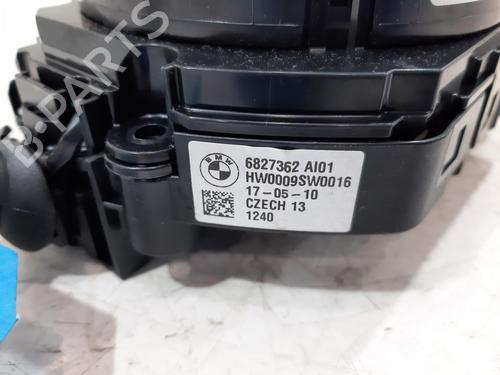 B-PARTS
BMW
6827362 AI01
HW0009SW0016
17-05-10
CZECH 13
1240